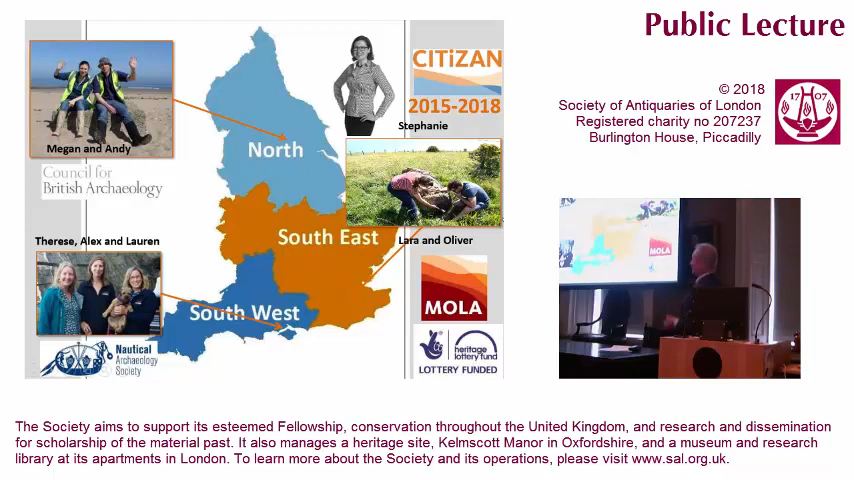 Public Lecture
© 2018
Society of Antiquaries of London
Registered charity no 207237
Burlington House, Piccadilly
1707
CITiZAN
2015-2018
Stephanie
Megan and Andy
North
Council for
British Archaeology
South East
Lara and Oliver
Therese, Alex and Lauren
South West
MOLA
Nautical
Archaeology
Society
heritage
lottery fund
LOTTERY FUNDED
MOLA
The Society aims to support its esteemed Fellowship, conservation throughout the United Kingdom, and research and dissemination
for scholarship of the material past. It also manages a heritage site, Kelmscott Manor in Oxfordshire, and a museum and research
library at its apartments in London. To learn more about the Society and its operations, please visit www.sal.org.uk.